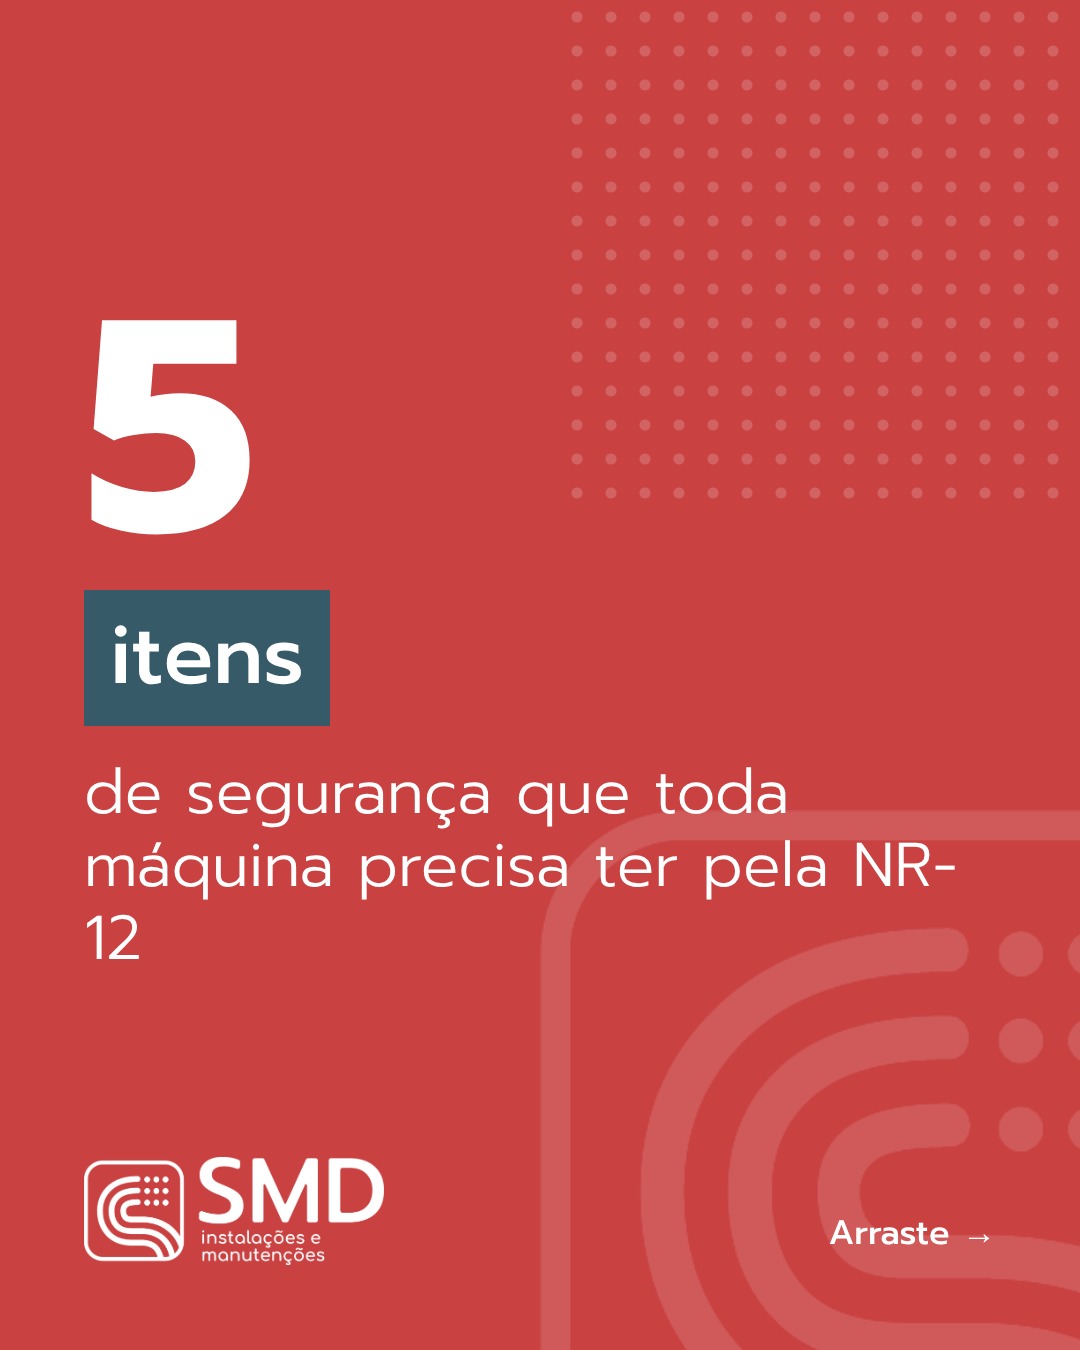 5
itens
de segurança que toda
máquina precisa ter pela NR-
12
SMD
instalações e
manutenções
Arraste →